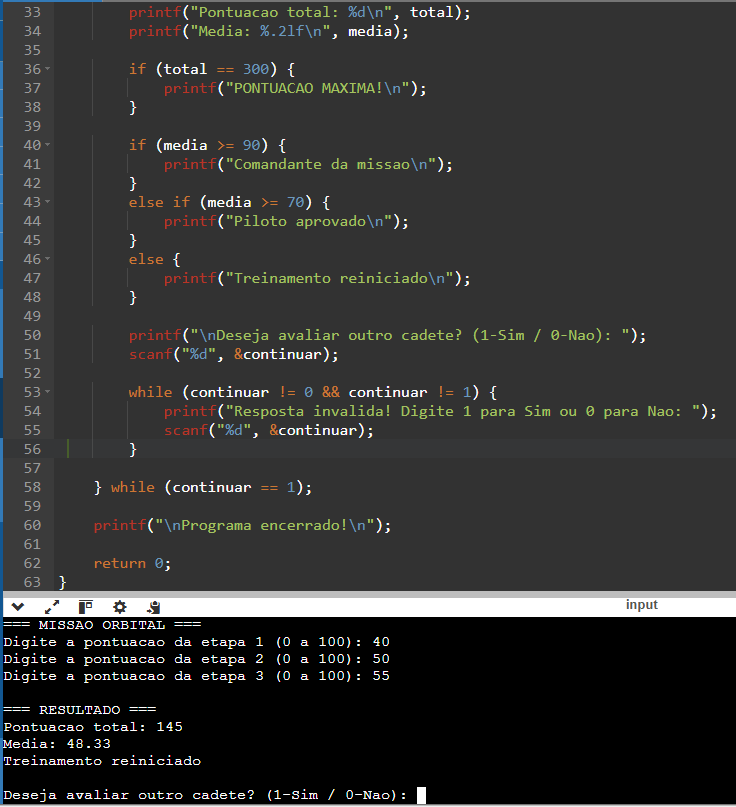 33 printf("Pontuacao total: %d\n", total);
34 printf("Media: %.2lf\n", media);
35
36 if (total == 300) {
37 printf("PONTUACAO MAXIMA!\n");
38 }
39
40 if (media >= 90) {
41 printf("Comandante da missao\n");
42 }
43 else if (media >= 70) {
44 printf("Piloto aprovado\n");
45 }
46 else {
47 printf("Treinamento reiniciado\n");
48 }
49
50 printf("\nDeseja avaliar outro cadete? (1-Sim / 0-Nao): ");
51 scanf("%d", &continuar);
52
53 while (continuar != 0 && continuar != 1) {
54 printf("Resposta invalida! Digite 1 para Sim ou 0 para Nao: ");
55 scanf("%d", &continuar);
56 }
57
58 } while (continuar == 1);
59
60 printf("\nPrograma encerrado!\n");
61
62 return 0;
63 }
input
=== MISSAO ORBITAL ===
Digite a pontuacao da etapa 1 (0 a 100): 40
Digite a pontuacao da etapa 2 (0 a 100): 50
Digite a pontuacao da etapa 3 (0 a 100): 55
=== RESULTADO ===
Pontuacao total: 145
Media: 48.33
Treinamento reiniciado
Deseja avaliar outro cadete? (1-Sim / 0-Nao):